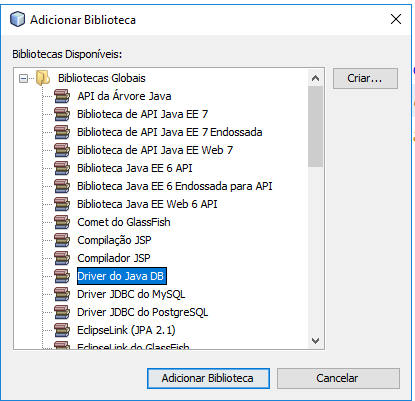 Adicionar Biblioteca
Bibliotecas Disponíveis:
Bibliotecas Globais
Criar...
API da Árvore Java
Biblioteca de API Java EE 7
Biblioteca de API Java EE 7 Endossada
Biblioteca de API Java EE Web 7
Biblioteca Java EE 6 API
Biblioteca Java EE 6 Endossada para API
Biblioteca Java EE Web 6 API
Comet do GlassFish
Compilação JSP
Compilador JSP
Driver do Java DB
Driver JDBC do MySQL
Driver JDBC do PostgreSQL
EclipseLink (JPA 2.1)
EclipseLink do GlassFish
Adicionar Biblioteca
Cancelar